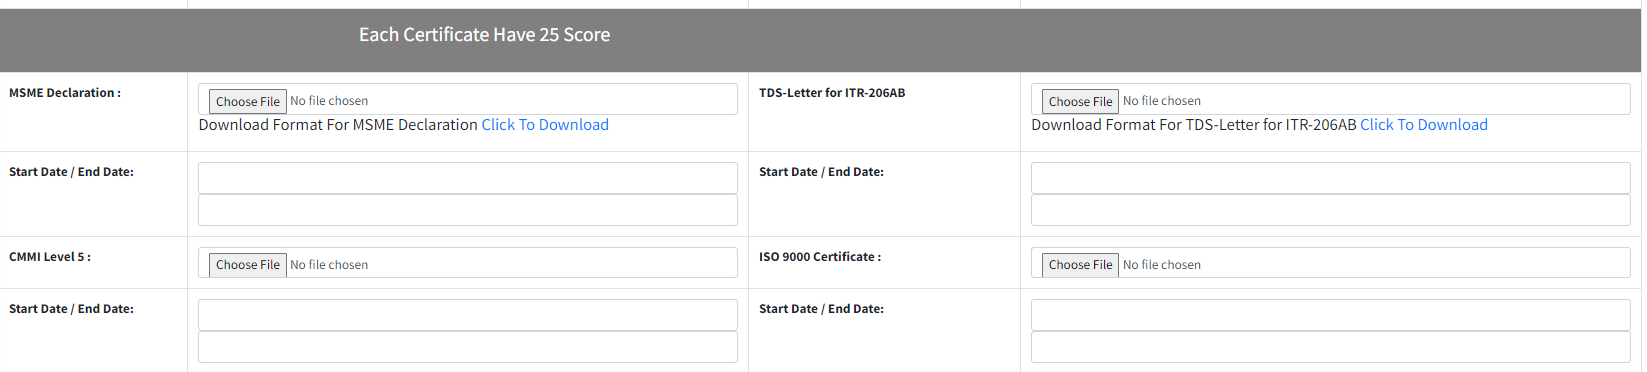 Each Certificate Have 25 Score
MSME Declaration :
Choose File No file chosen
Download Format For MSME Declaration Click To Download
TDS-Letter for ITR-206AB
Choose File No file chosen
Download Format For TDS-Letter for ITR-206AB Click To Download
Start Date / End Date:
Start Date / End Date:
CMMI Level 5 :
Choose File No file chosen
ISO 9000 Certificate :
Choose File No file chosen
Start Date / End Date:
Start Date / End Date: